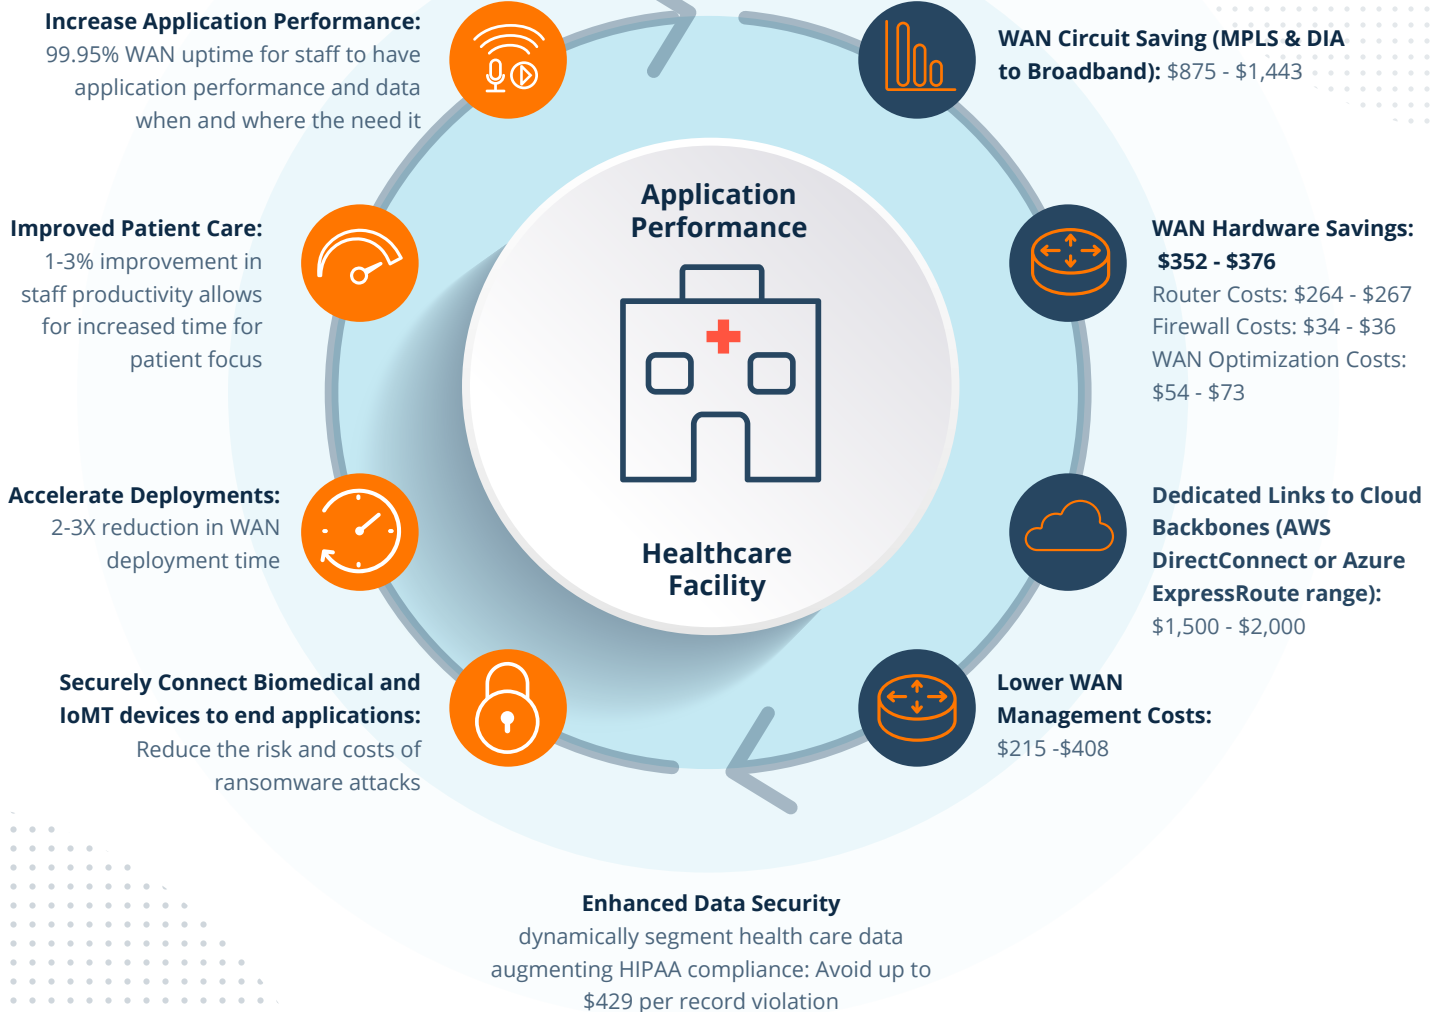 Increase Application Performance:
99.95% WAN uptime for staff to have
application performance and data
when and where the need it
Improved Patient Care:
1-3% improvement in
staff productivity allows
for increased time for
patient focus
Accelerate Deployments:
2-3X reduction in WAN
deployment time
Securely Connect Biomedical and
IoMT devices to end applications:
Reduce the risk and costs of
ransomware attacks
Application
Performance
Healthcare
Facility
WAN Circuit Saving (MPLS & DIA
to Broadband): $875 - $1,443
WAN Hardware Savings:
$352 - $376
Router Costs: $264 - $267
Firewall Costs: $34 - $36
WAN Optimization Costs:
$54 - $73
Dedicated Links to Cloud
Backbones (AWS
DirectConnect or Azure
ExpressRoute range):
$1,500 - $2,000
Lower WAN
Management Costs:
$215 -$408
Enhanced Data Security
dynamically segment health care data
augmenting HIPAA compliance: Avoid up to
$429 per record violation